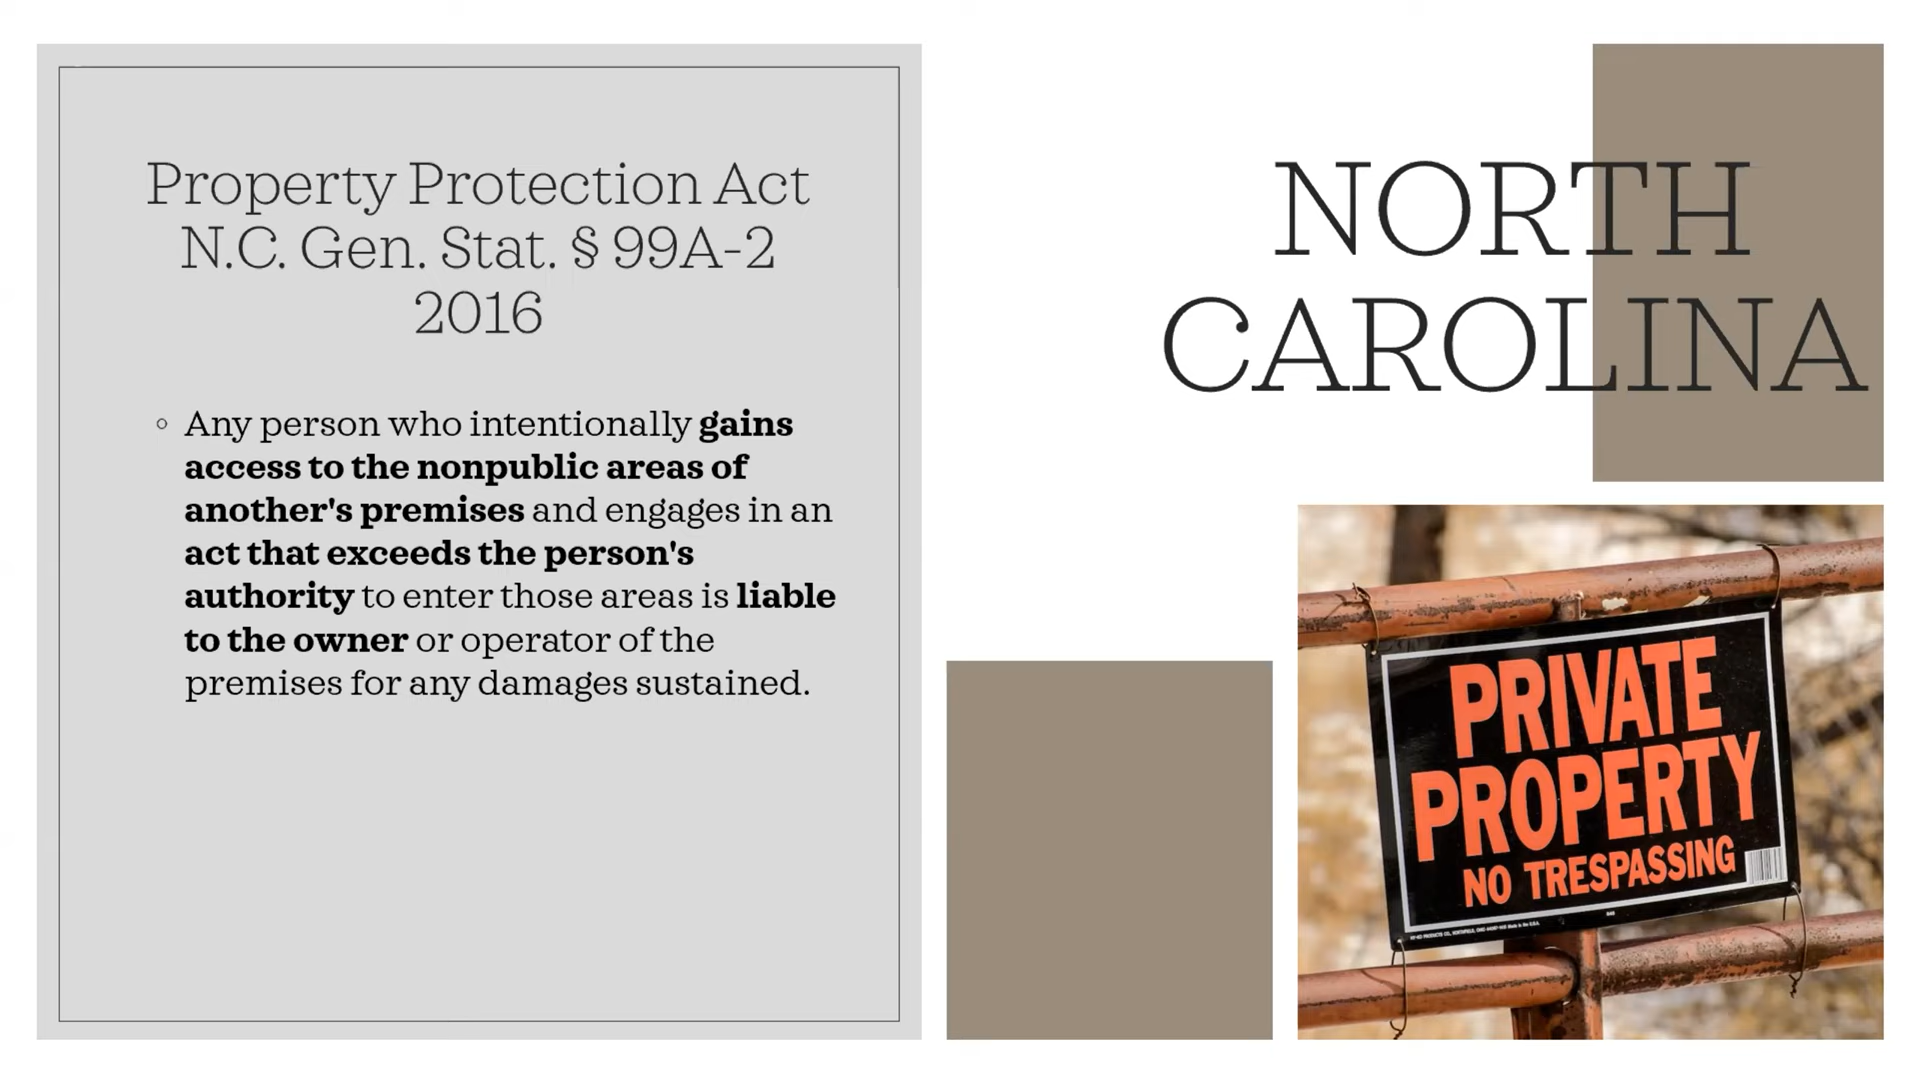 Property Protection Act
N.C. Gen. Stat. § 99A-2
2016
◦ Any person who intentionally gains
access to the nonpublic areas of
another's premises and engages in an
act that exceeds the person's
authority to enter those areas is liable
to the owner or operator of the
premises for any damages sustained.
NORTH
CAROLINA
PRIVATE
PROPERTY
NO TRESPASSING